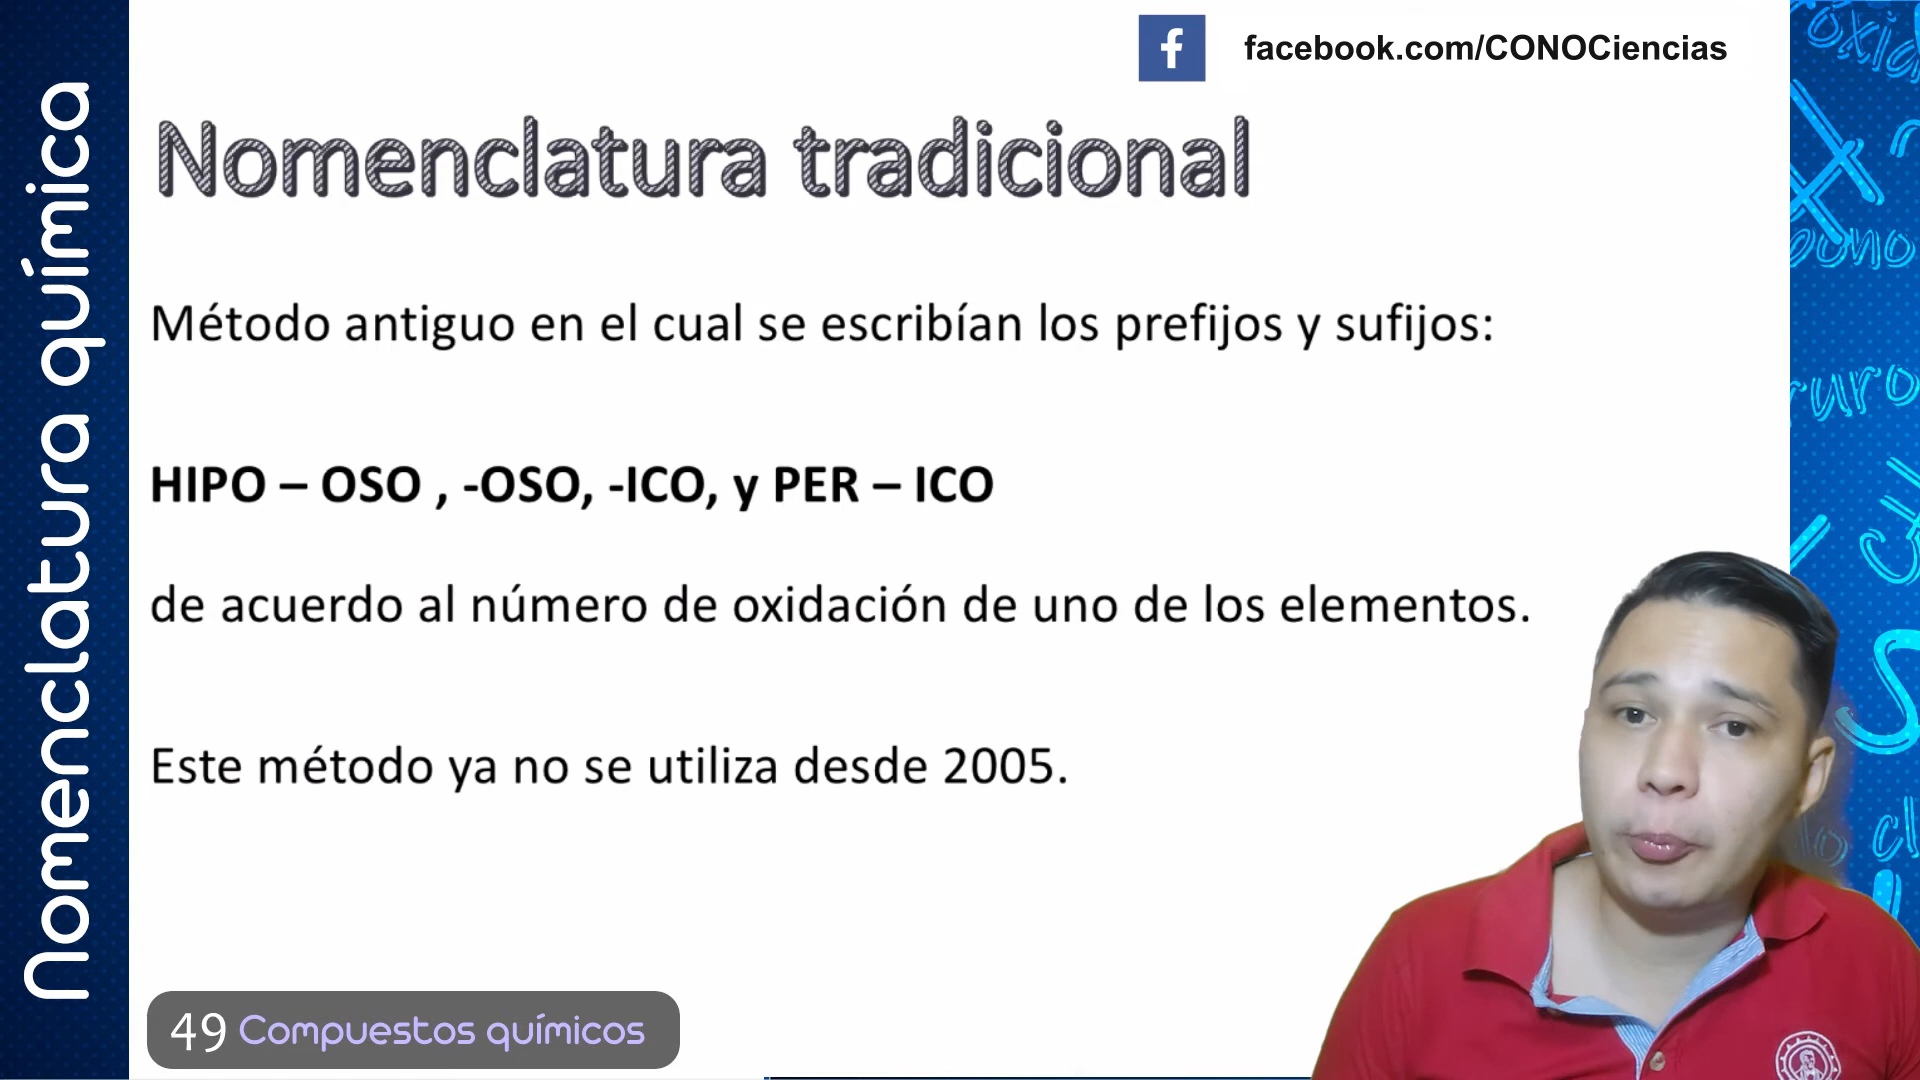 facebook.com/CONOCiencias
Nomenclatura química
Nomenclatura tradicional
Método antiguo en el cual se escribían los prefijos y sufijos:
HIPO – OSO , -OSO, -ICO, y PER – ICO
de acuerdo al número de oxidación de uno de los elementos.
Este método ya no se utiliza desde 2005.
49 Compuestos químicos